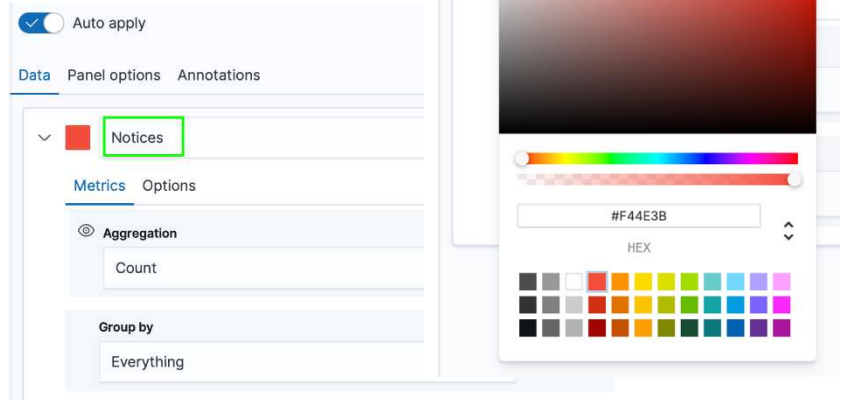 Auto apply
Data Panel options Annotations
Notices
Metrics Options
Aggregation
Count
Group by
Everything
#F44E3B
HEX